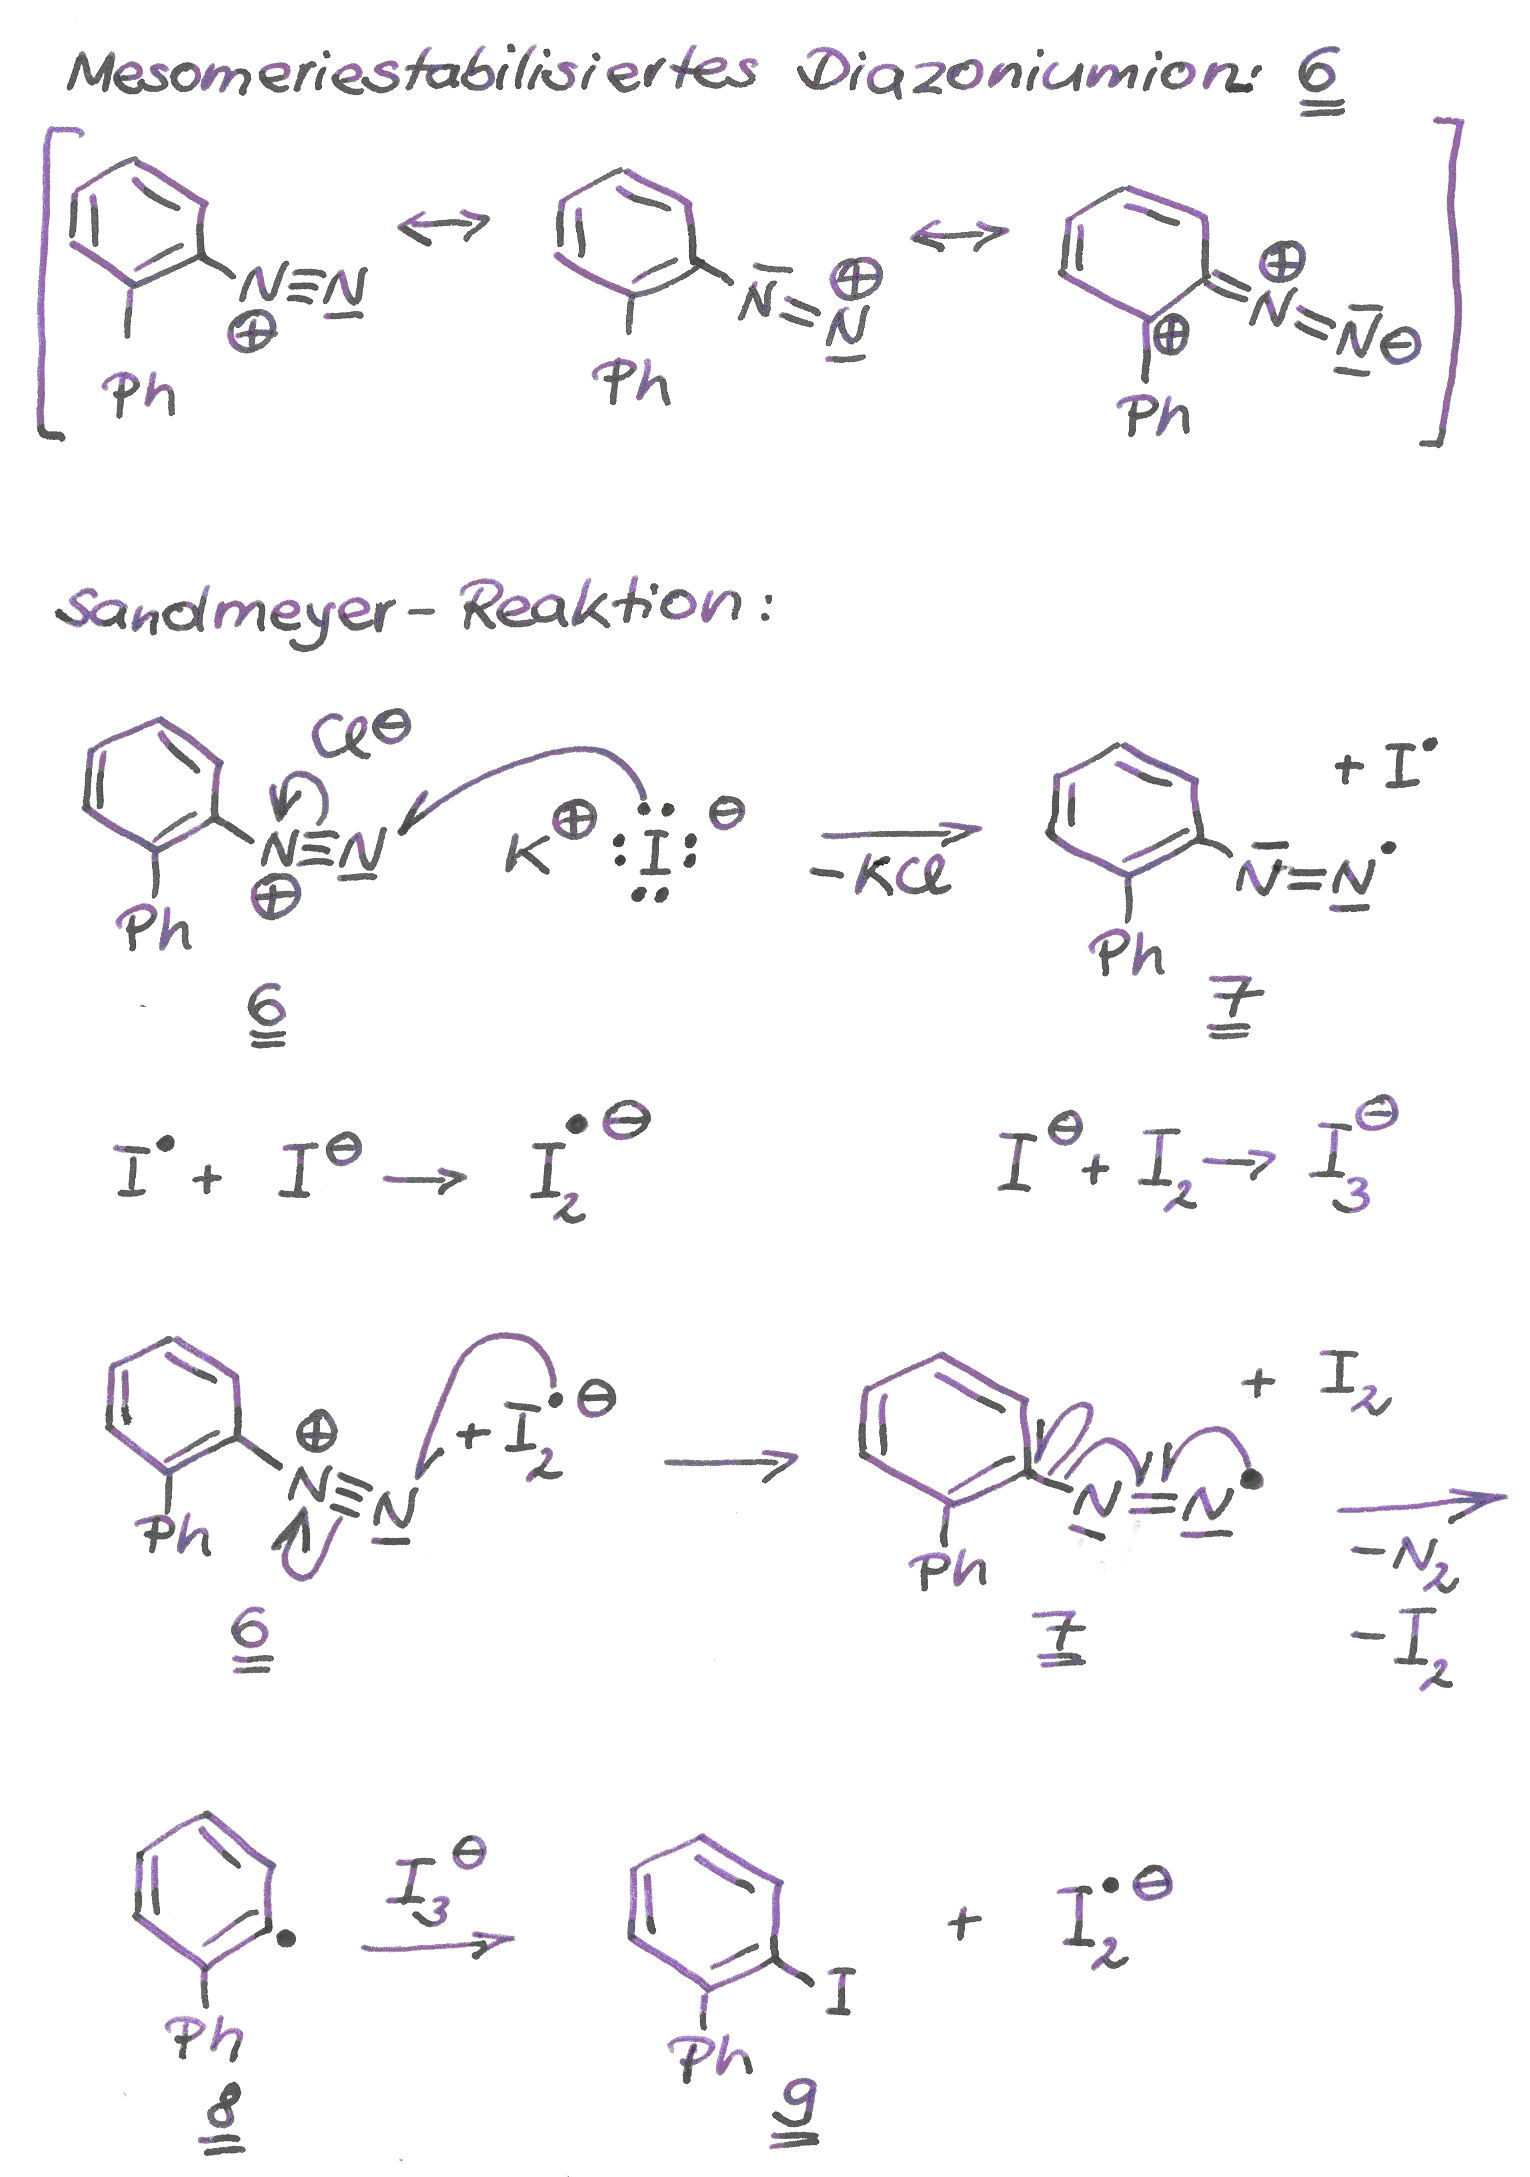 Mesomeriestabilisiertes Diazoniumion: 6
Ph N⊕≡N ↔ Ph N=N⊕ ↔ Ph ⊕ N⊕=N⊖
Sandmeyer-Reaktion:
Cl⊖
Ph N⊕≡N K⊕ I⊖ → -KCl Ph N=N• + I•
6 7
I• + I⊖ → I₂•⊖ I⊖ + I₂ → I₃⊖
Ph N⊕≡N + I₂•⊖ → Ph N=N• + I₂ → -N₂ -I₂
6 7
Ph • I₃⊖ → Ph I + I₂•⊖
8 9